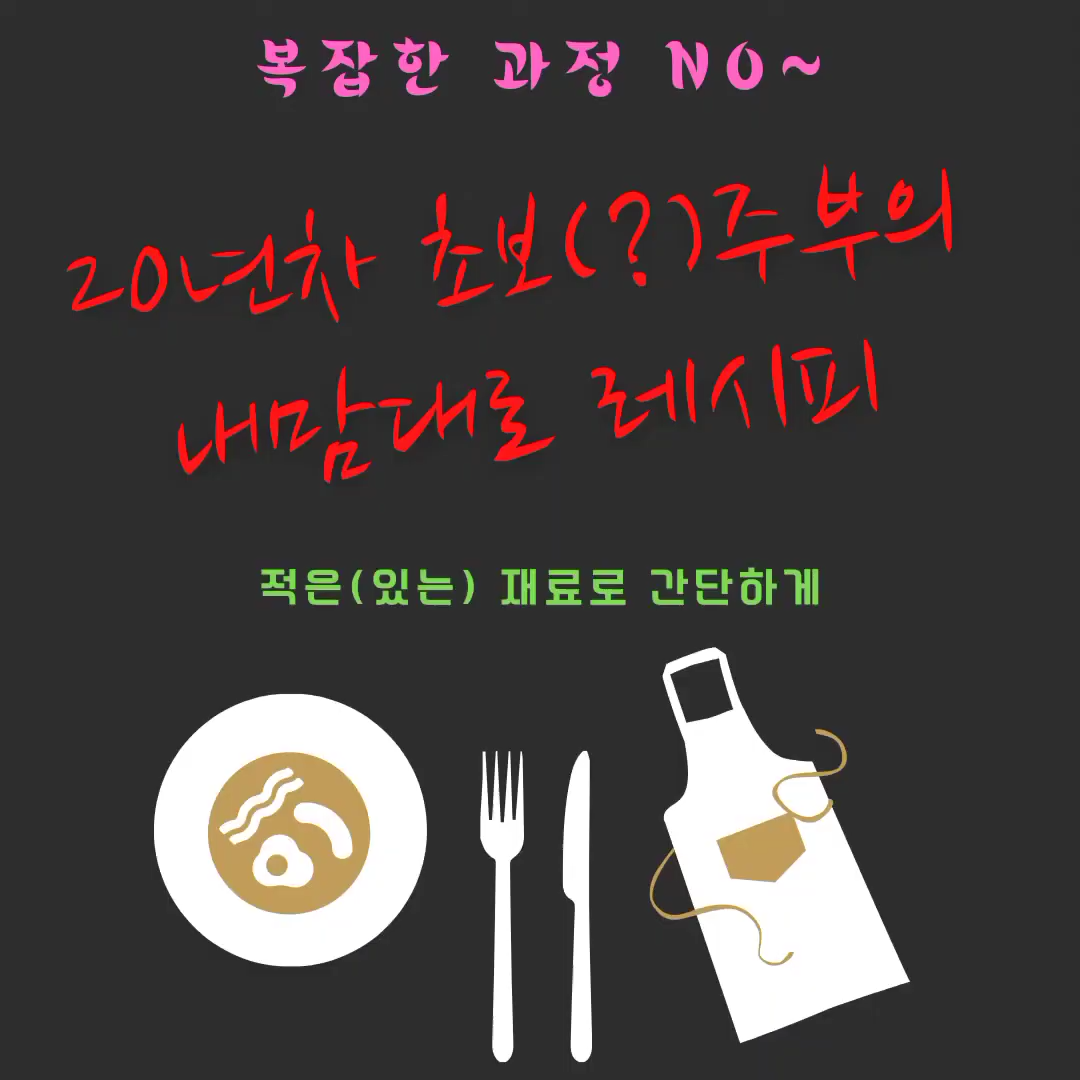 복잡한 과정 NO~
20년차 초보(?)주부의
내맘대로 레시피
적은(있는) 재료로 간단하게